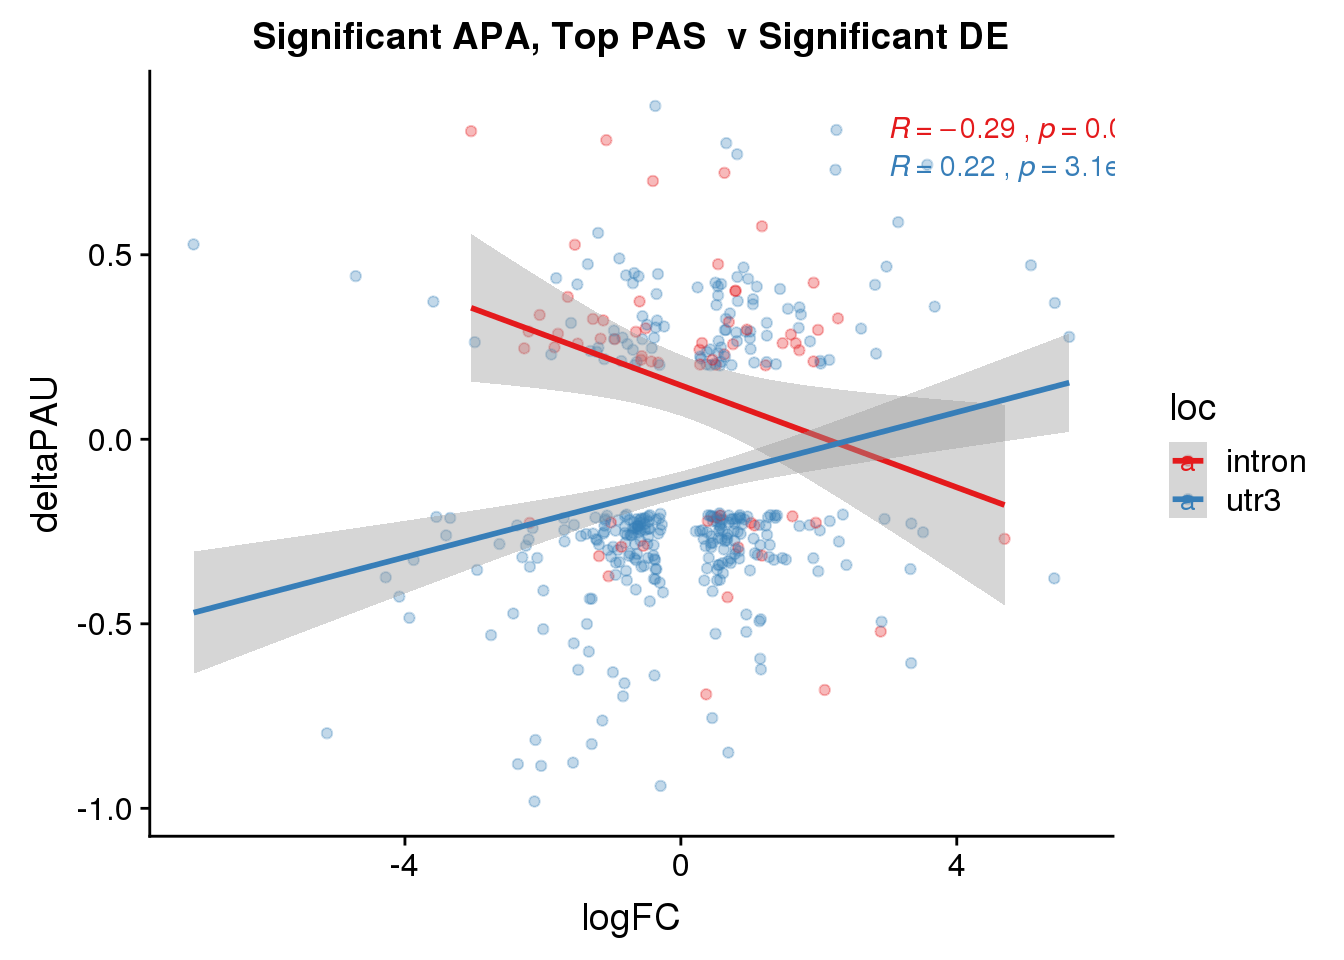 Significant APA, Top PAS  v Significant DE
R = −0.29 , p = 0.0
R = 0.22 , p = 3.1e
0.5
0.0
-0.5
-1.0
deltaPAU
-4 0 4
logFC
loc
a intron
a utr3